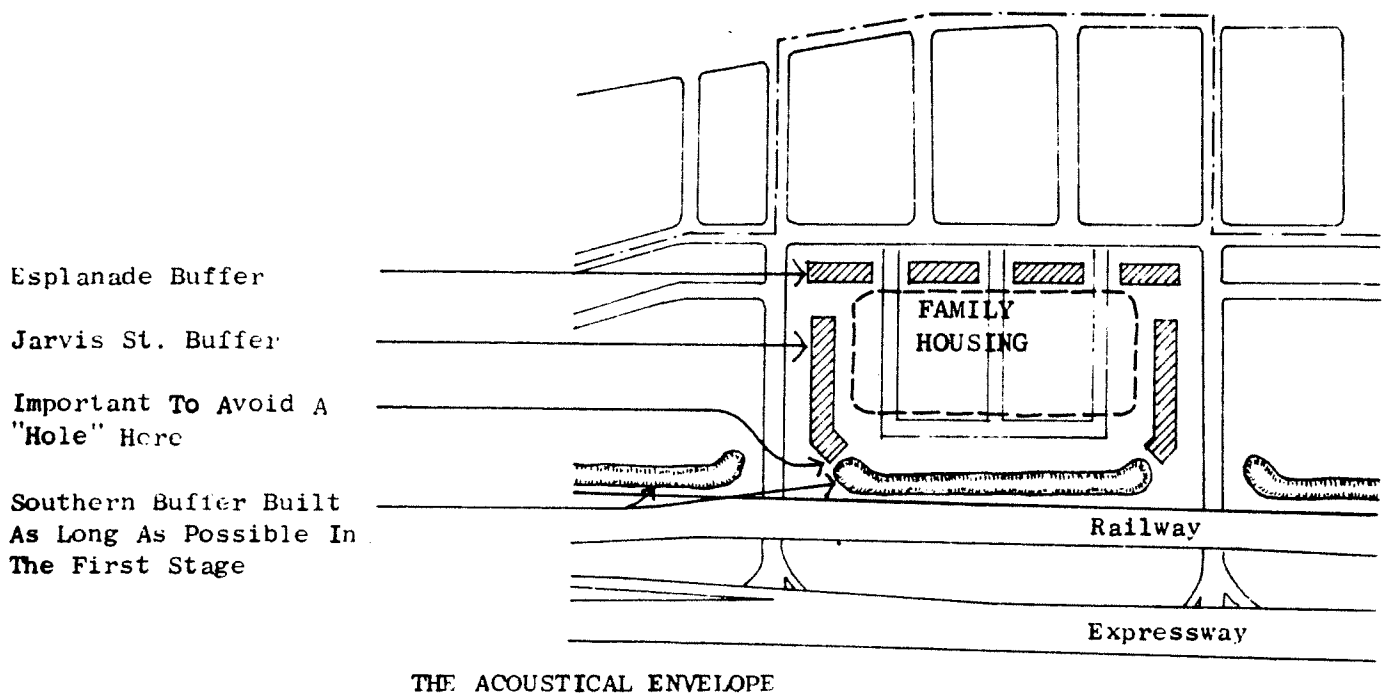 Esplanade Buffer
Jarvis St. Buffer
Important To Avoid A
"Hole" Here
Southern Buffer Built
As Long As Possible In
The First Stage
FAMILY
HOUSING
Railway
Expressway
THE ACOUSTICAL ENVELOPE